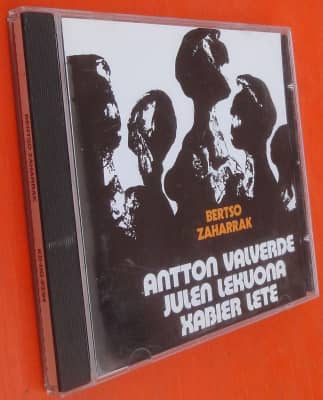 BERTSO
ZAHARRAK
ANTTON VALVERDE
JULEN LEKUONA
XABIER LETE
BERTSO ZAHARRAK